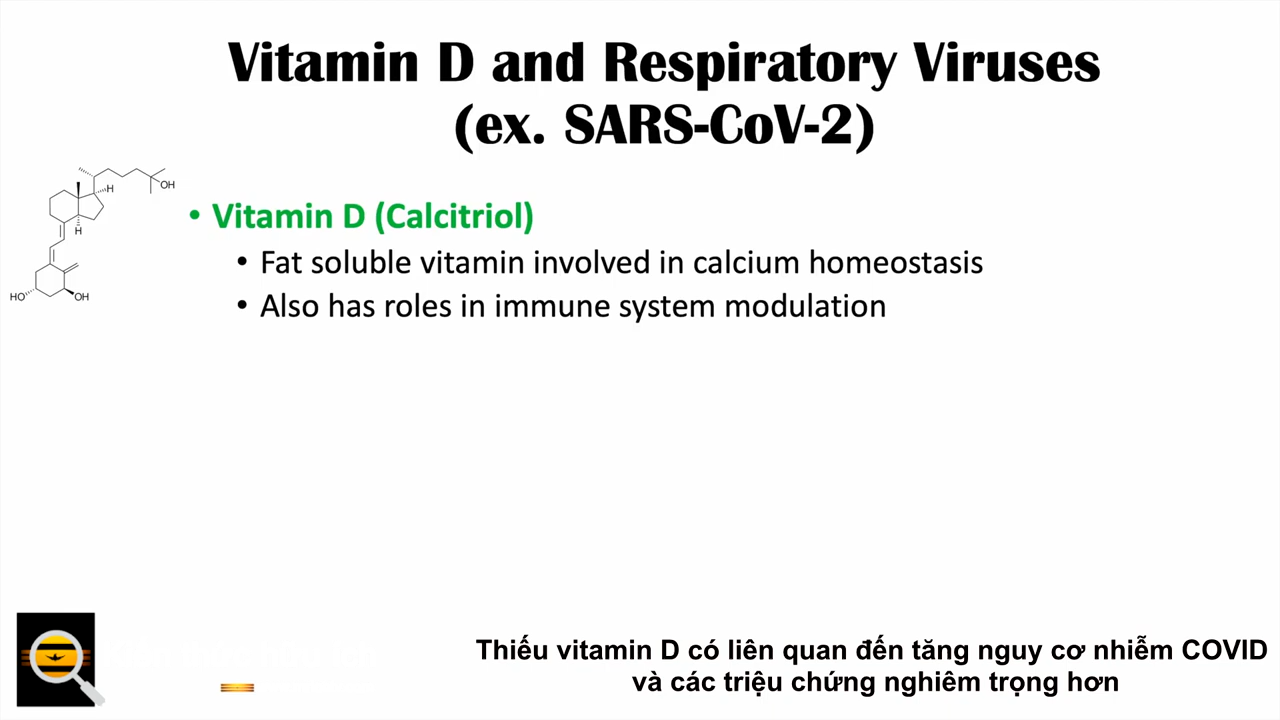 Vitamin D and Respiratory Viruses
(ex. SARS-CoV-2)
• Vitamin D (Calcitriol)
• Fat soluble vitamin involved in calcium homeostasis
• Also has roles in immune system modulation
OH
H
H
HO
OH
Thiếu vitamin D có liên quan đến tăng nguy cơ nhiễm COVID
và các triệu chứng nghiêm trọng hơn